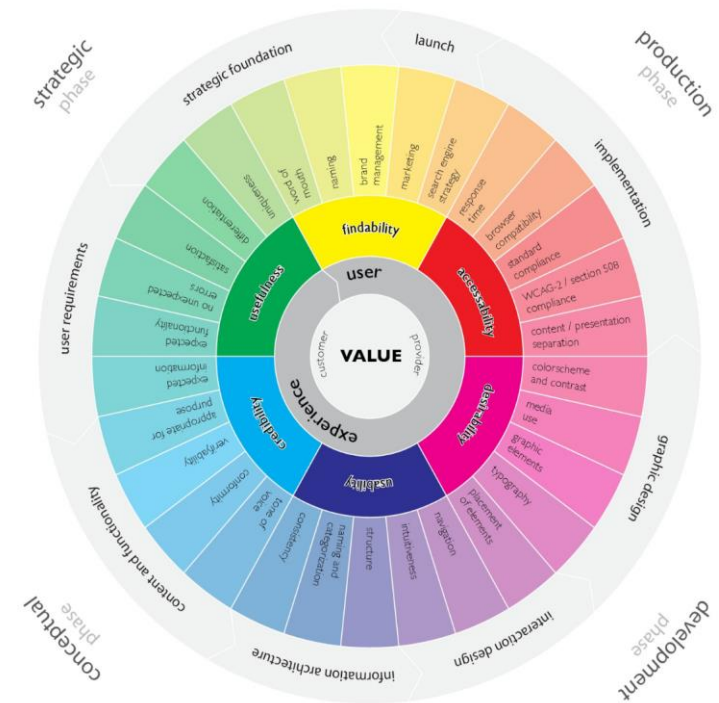 strategic
phase
production
phase
development
phase
conceptual
phase
strategic foundation
launch
implementation
graphic design
interaction design
information architecture
content and functionality
user requirements
uniqueness
word of
mouth
naming
brand
management
marketing
search engine
strategy
response
time
browser
compatibility
standard
compliance
WCAG-2 / section 508
compliance
content / presentation
separation
colorscheme
and contrast
media
use
graphic
elements
typography
placement
of elements
navigation
intuitiveness
structure
naming and
categorization
consistency
tone of
voice
conformity
verifyability
appropriate for
purpose
expected
information
expected
functionality
no unexpected
errors
satisfaction
differentation
findability
accessability
desirability
usability
credibility
usefulness
user
experience
customer
VALUE
provider